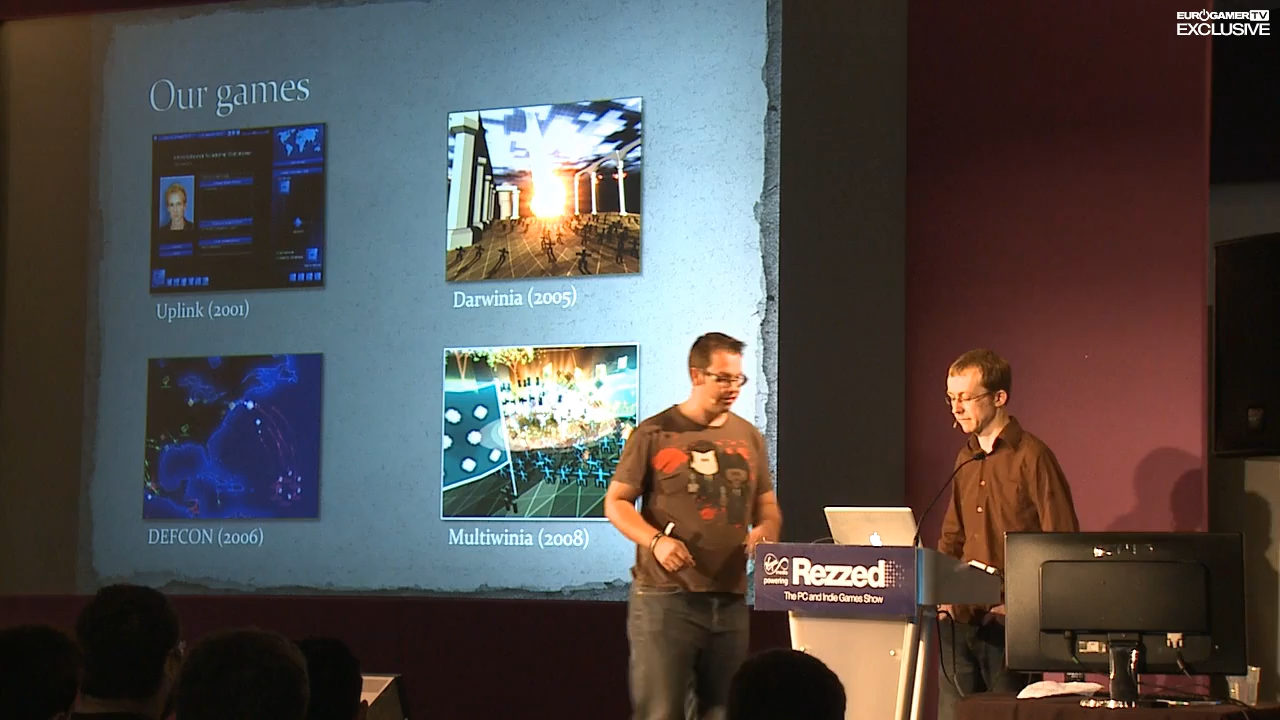 EUROGAMER TV
EXCLUSIVE
Our games
Uplink (2001)
Darwinia (2005)
DEFCON (2006)
Multiwinia (2008)
powering
Rezzed
The PC and Indie Games Show